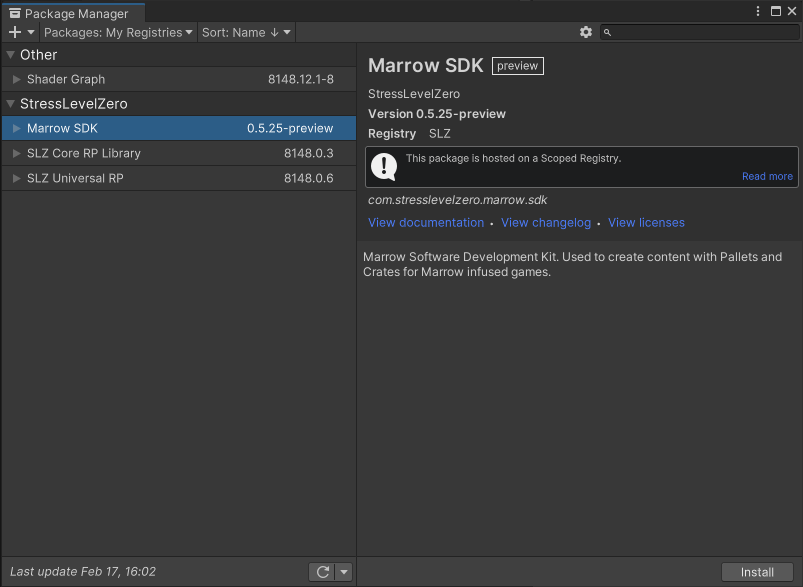 Package Manager
Packages: My Registries
Sort: Name ↓
Other
Shader Graph 8148.12.1-8
StressLevelZero
Marrow SDK 0.5.25-preview
SLZ Core RP Library 8148.0.3
SLZ Universal RP 8148.0.6
Last update Feb 17, 16:02
Marrow SDK preview
StressLevelZero
Version 0.5.25-preview
Registry SLZ
This package is hosted on a Scoped Registry.
Read more
com.stresslevelzero.marrow.sdk
View documentation • View changelog • View licenses
Marrow Software Development Kit. Used to create content with Pallets and
Crates for Marrow infused games.
Install